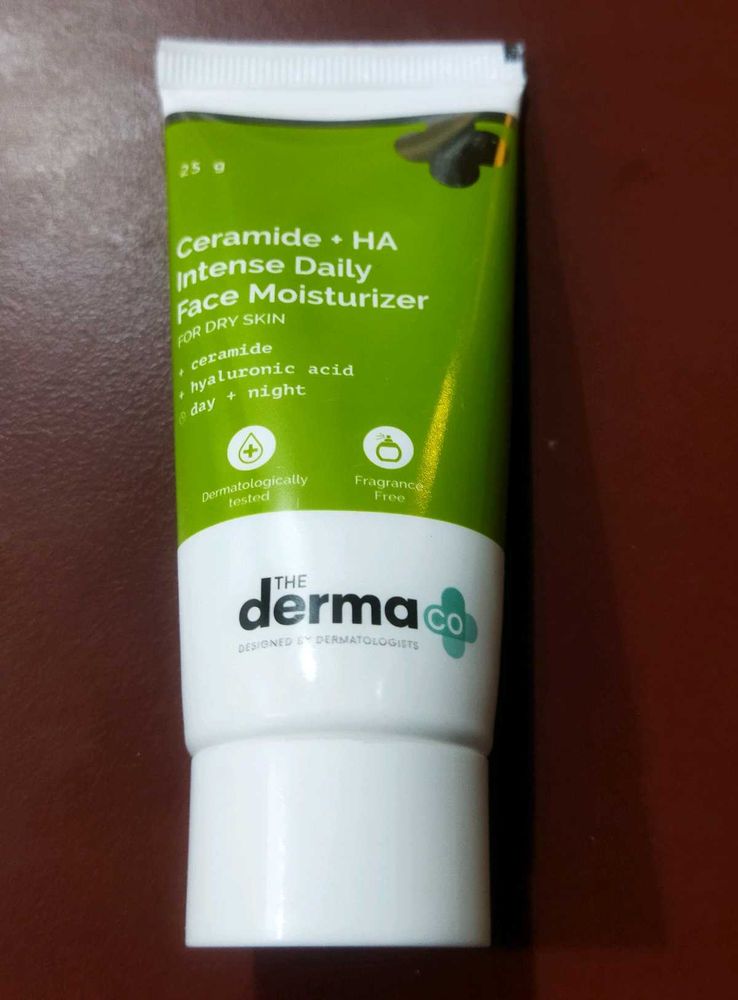 25 g
Ceramide + HA
Intense Daily
Face Moisturizer
FOR DRY SKIN
+ ceramide
+ hyaluronic acid
day + night
Dermatologically
tested
Fragrance
Free
THE
derma co
DESIGNED BY DERMATOLOGISTS